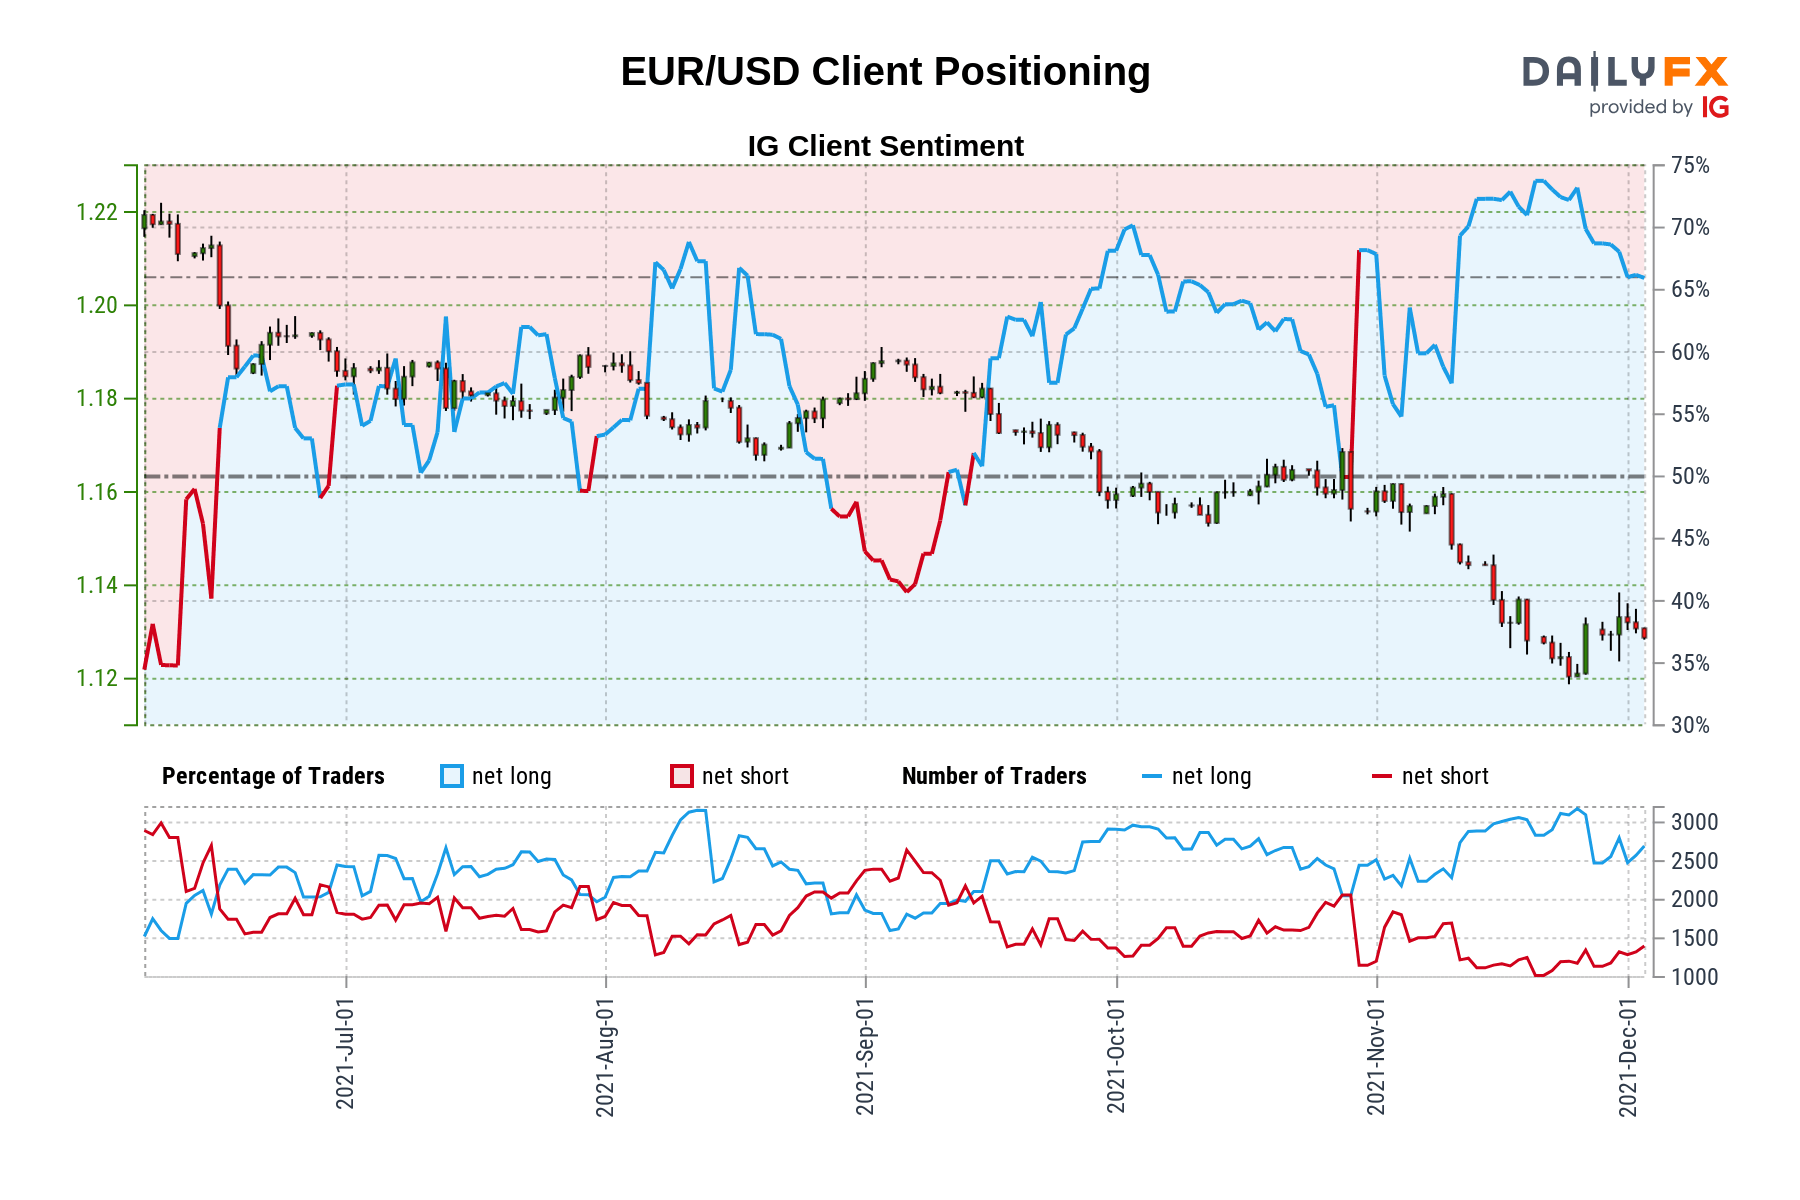 EUR/USD Client Positioning
DAILYFX
provided by IG
IG Client Sentiment
1.22
1.20
1.18
1.16
1.14
1.12
75%
70%
65%
60%
55%
50%
45%
40%
35%
30%
Percentage of Traders net long net short Number of Traders net long net short
3000
2500
2000
1500
1000
2021-Jul-01
2021-Aug-01
2021-Sep-01
2021-Oct-01
2021-Nov-01
2021-Dec-01